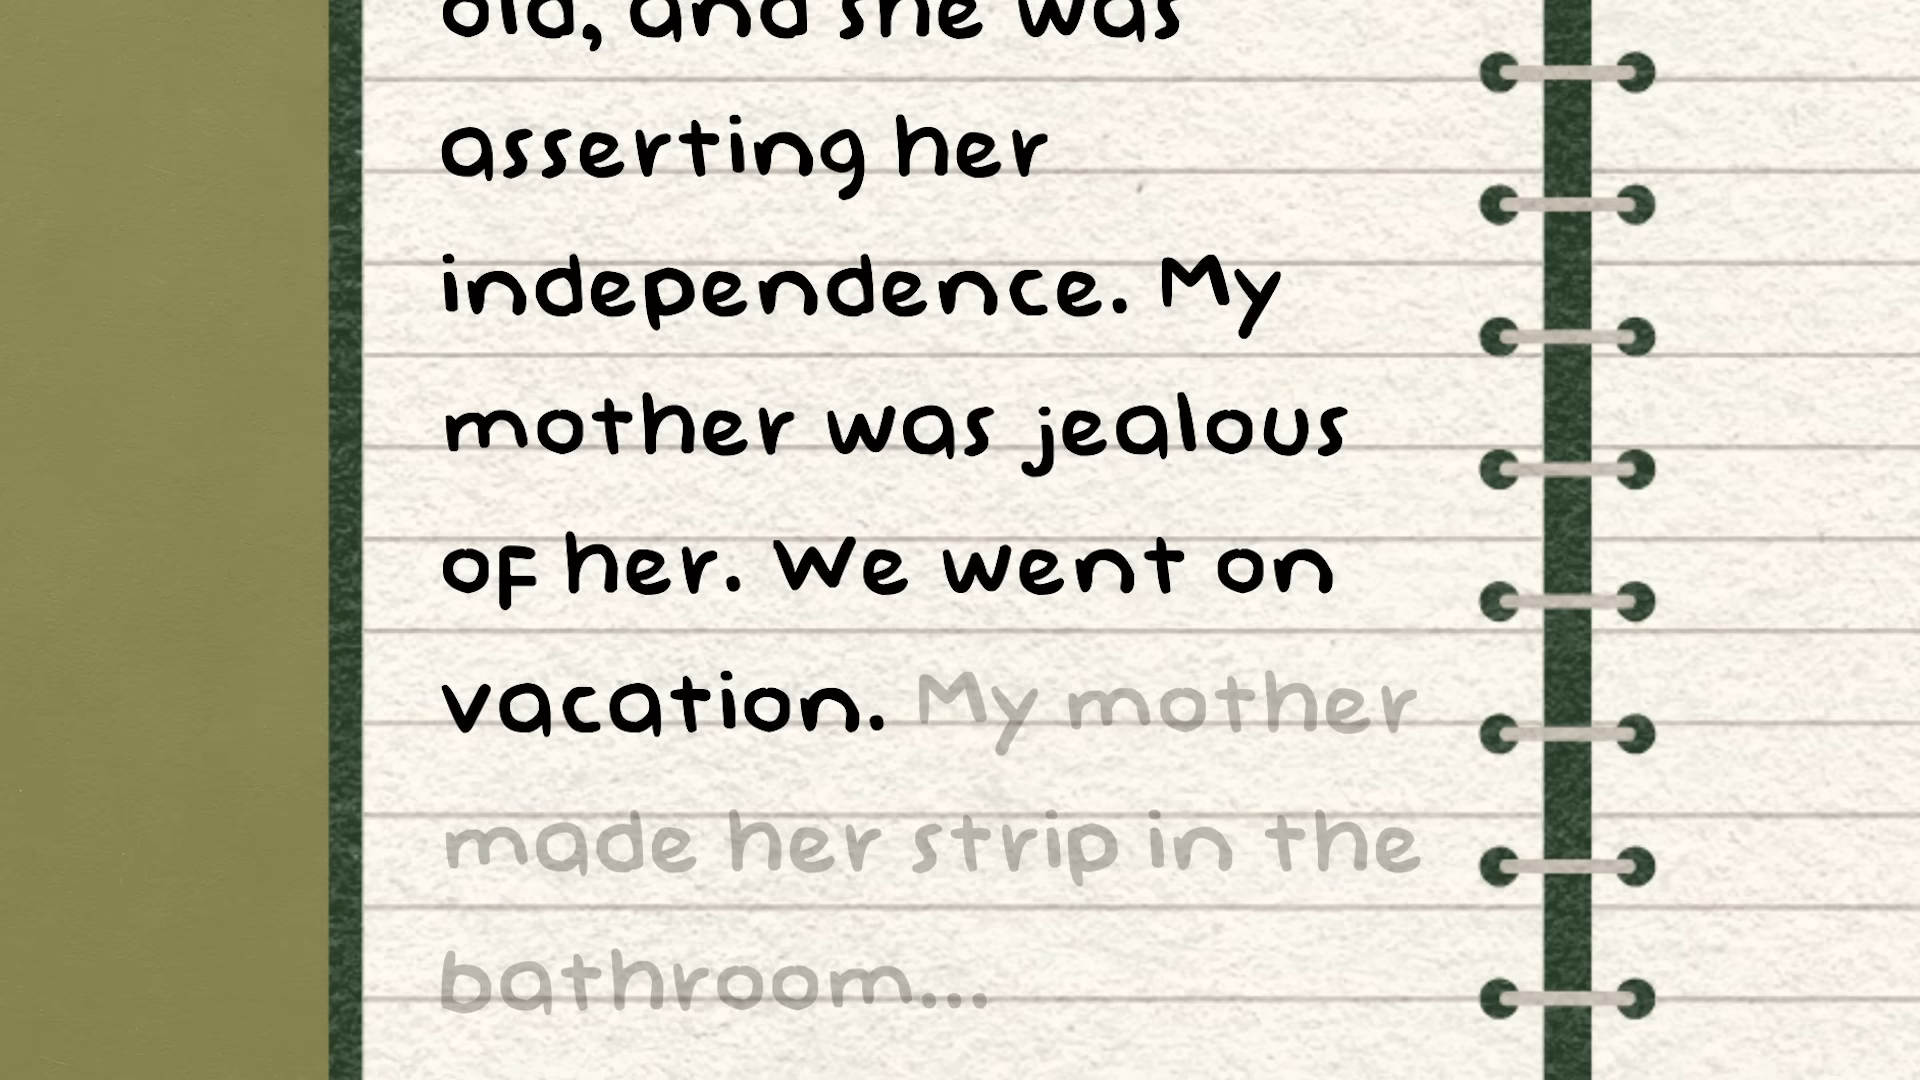 old, and she was
asserting her
independence. My
mother was jealous
of her. We went on
vacation. My mother
made her strip in the
bathroom...